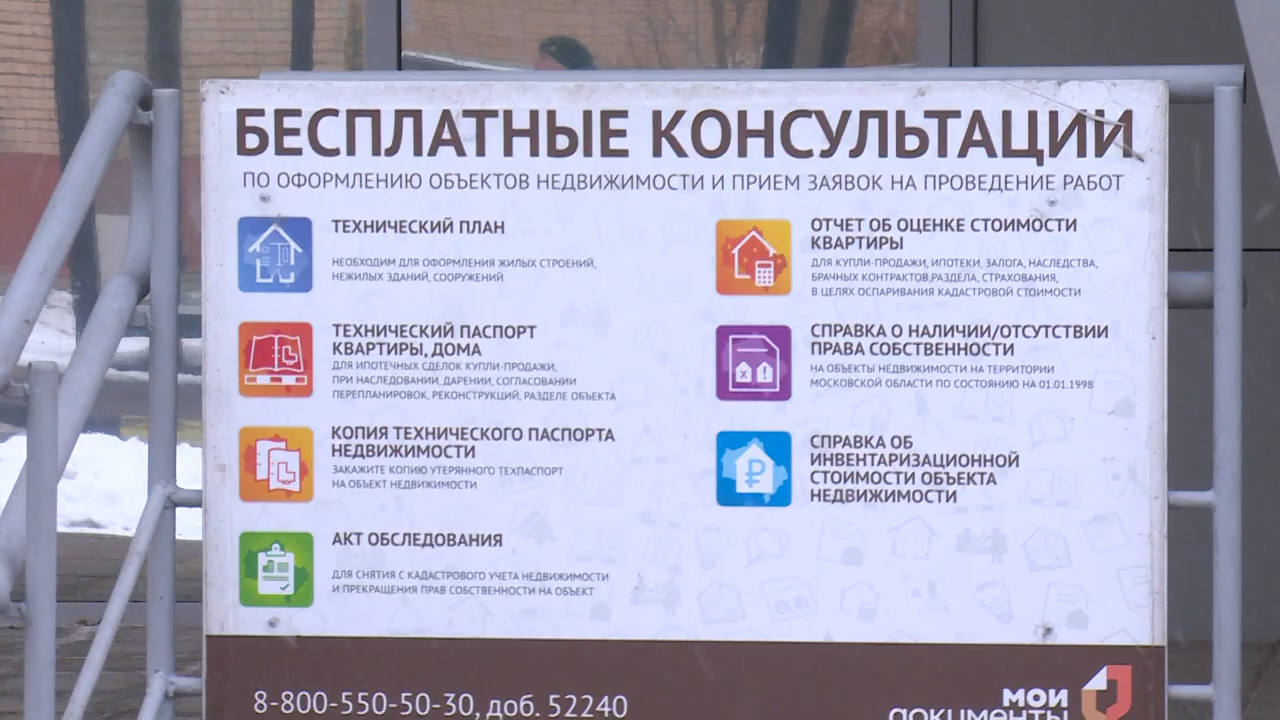 БЕСПЛАТНЫЕ КОНСУЛЬТАЦИИ
ПО ОФОРМЛЕНИЮ ОБЪЕКТОВ НЕДВИЖИМОСТИ И ПРИЕМ ЗАЯВОК НА ПРОВЕДЕНИЕ РАБОТ
ТЕХНИЧЕСКИЙ ПЛАН
НЕОБХОДИМ ДЛЯ ОФОРМЛЕНИЯ ЖИЛЫХ СТРОЕНИЙ,
НЕЖИЛЫХ ЗДАНИЙ, СООРУЖЕНИЙ
ТЕХНИЧЕСКИЙ ПАСПОРТ
КВАРТИРЫ, ДОМА
ДЛЯ ИПОТЕЧНЫХ СДЕЛОК КУПЛИ-ПРОДАЖИ,
ПРИ НАСЛЕДОВАНИИ, ДАРЕНИИ, СОГЛАСОВАНИИ
ПЕРЕПЛАНИРОВОК, РЕКОНСТРУКЦИЙ, РАЗДЕЛЕ ОБЪЕКТА
КОПИЯ ТЕХНИЧЕСКОГО ПАСПОРТА
НЕДВИЖИМОСТИ
ЗАКАЖИТЕ КОПИЮ УТЕРЯННОГО ТЕХПАСПОРТ
НА ОБЪЕКТ НЕДВИЖИМОСТИ
АКТ ОБСЛЕДОВАНИЯ
ДЛЯ СНЯТИЯ С КАДАСТРОВОГО УЧЕТА НЕДВИЖИМОСТИ
И ПРЕКРАЩЕНИЯ ПРАВ СОБСТВЕННОСТИ НА ОБЪЕКТ
ОТЧЕТ ОБ ОЦЕНКЕ СТОИМОСТИ
КВАРТИРЫ
ДЛЯ КУПЛИ-ПРОДАЖИ, ИПОТЕКИ, ЗАЛОГА, НАСЛЕДСТВА,
БРАЧНЫХ КОНТРАКТОВ,РАЗДЕЛА, СТРАХОВАНИЯ,
В ЦЕЛЯХ ОСПАРИВАНИЯ КАДАСТРОВОЙ СТОИМОСТИ
СПРАВКА О НАЛИЧИИ/ОТСУТСТВИИ
ПРАВА СОБСТВЕННОСТИ
НА ОБЪЕКТЫ НЕДВИЖИМОСТИ НА ТЕРРИТОРИИ
МОСКОВСКОЙ ОБЛАСТИ ПО СОСТОЯНИЮ НА 01.01.1998
СПРАВКА ОБ
ИНВЕНТАРИЗАЦИОННОЙ
СТОИМОСТИ ОБЪЕКТА
НЕДВИЖИМОСТИ
8-800-550-50-30, доб. 52240
мои
документы